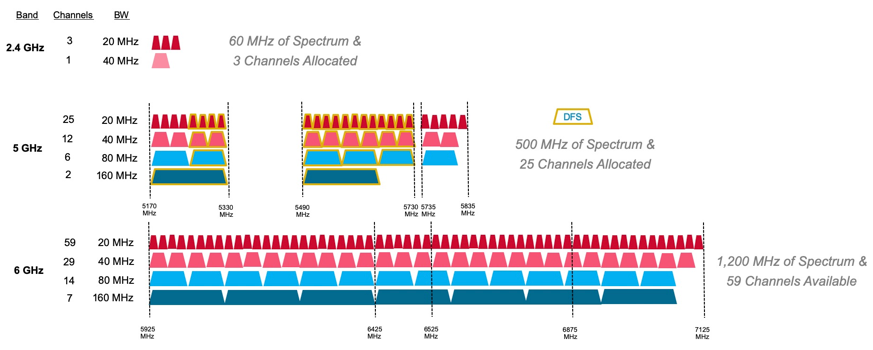 Band Channels BW
2.4 GHz
3 20 MHz
1 40 MHz
60 MHz of Spectrum &
3 Channels Allocated
5 GHz
25 20 MHz
12 40 MHz
6 80 MHz
2 160 MHz
DFS
500 MHz of Spectrum &
25 Channels Allocated
5170 MHz
5330 MHz
5490 MHz
5730 MHz
5735 MHz
5835 MHz
6 GHz
59 20 MHz
29 40 MHz
14 80 MHz
7 160 MHz
1,200 MHz of Spectrum &
59 Channels Available
5925 MHz
6425 MHz
6525 MHz
6875 MHz
7125 MHz